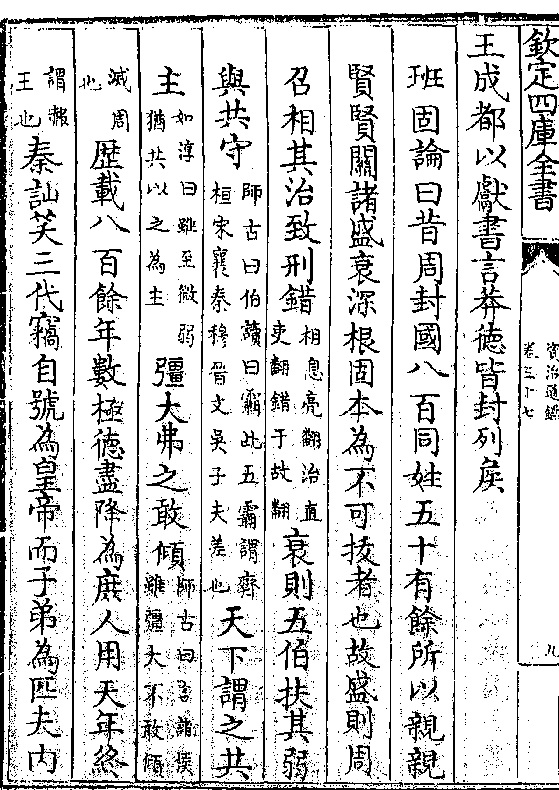 欽定四庫全書
資治通鑑
卷三十七
九
王成都以獻書言莽徳皆封列矦
班固論曰昔周封國八百同姓五十有餘所以親親
賢賢關諸盛衰深根固本為不可拔者也故盛則周
召相其治致刑錯相息亮翻治直吏翻錯千故翻衰則五伯扶其弱
與共守師古曰伯讀曰霸此五霸謂齊桓宋襄秦穆晉文吳子夫差也天下謂之共
主如淳曰雖至微弱猶共以之為主彊大弗之敢傾師古曰言諸侯雖彊大不敢傾
滅周也歴載八百餘年數極徳盡降為庶人用天年終
謂赧王也秦訕笑三代竊自號為皇帝而子弟為匹夫内